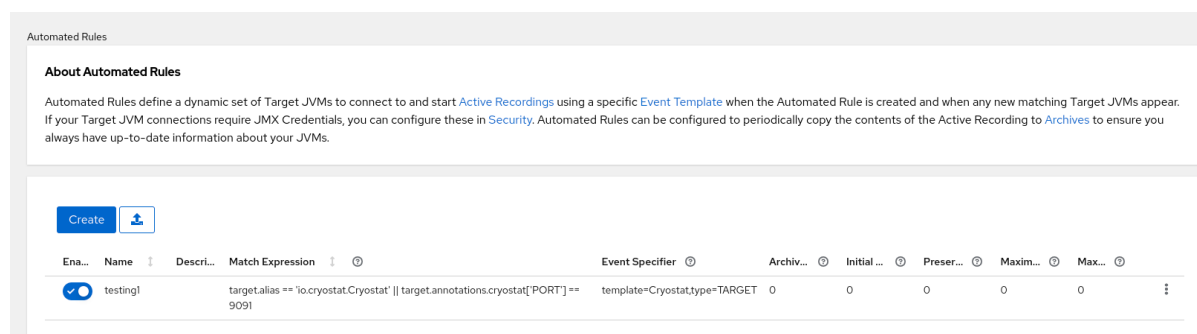 Automated Rules
About Automated Rules
Automated Rules define a dynamic set of Target JVMs to connect to and start Active Recordings using a specific Event Template when the Automated Rule is created and when any new matching Target JVMs appear.
If your Target JVM connections require JMX Credentials, you can configure these in Security. Automated Rules can be configured to periodically copy the contents of the Active Recording to Archives to ensure you
always have up-to-date information about your JVMs.
Create
Ena... Name Descri... Match Expression Event Specifier Archiv... Initial ... Preser... Maxim... Max...
testing1 target.alias == 'io.cryostat.Cryostat' || target.annotations.cryostat['PORT'] == template=Cryostat,type=TARGET 0 0 0 0 0
9091